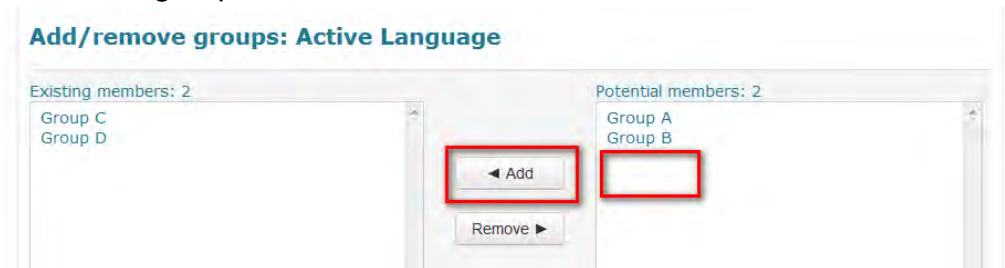 Add/remove groups: Active Language
Existing members: 2
Group C
Group D
◄ Add
Remove ►
Potential members: 2
Group A
Group B